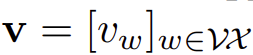 𝐯 = [v_w]_{w∈𝒱𝒳}